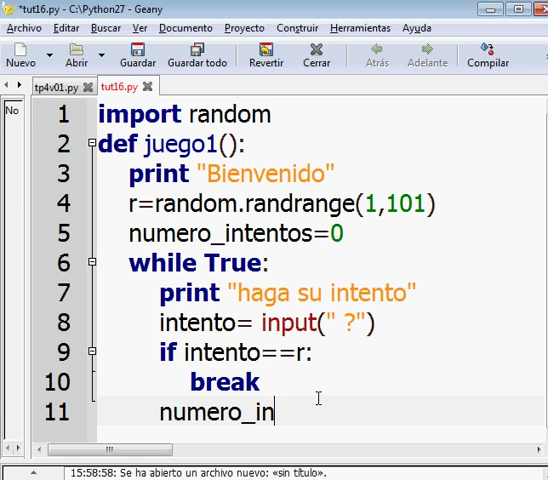 *tut16.py - C:\Python27 - Geany
Archivo Editar Buscar Ver Documento Proyecto Construir Herramientas Ayuda
Nuevo Abrir Guardar Guardar todo Revertir Cerrar Atrás Adelante Compilar
tp4v01.py tut16.py
No
1 import random
2 def juego1():
3 print "Bienvenido"
4 r=random.randrange(1,101)
5 numero_intentos=0
6 while True:
7 print "haga su intento"
8 intento= input(" ?")
9 if intento==r:
10 break
11 numero_in
15:58:58: Se ha abierto un archivo nuevo: «sin título».